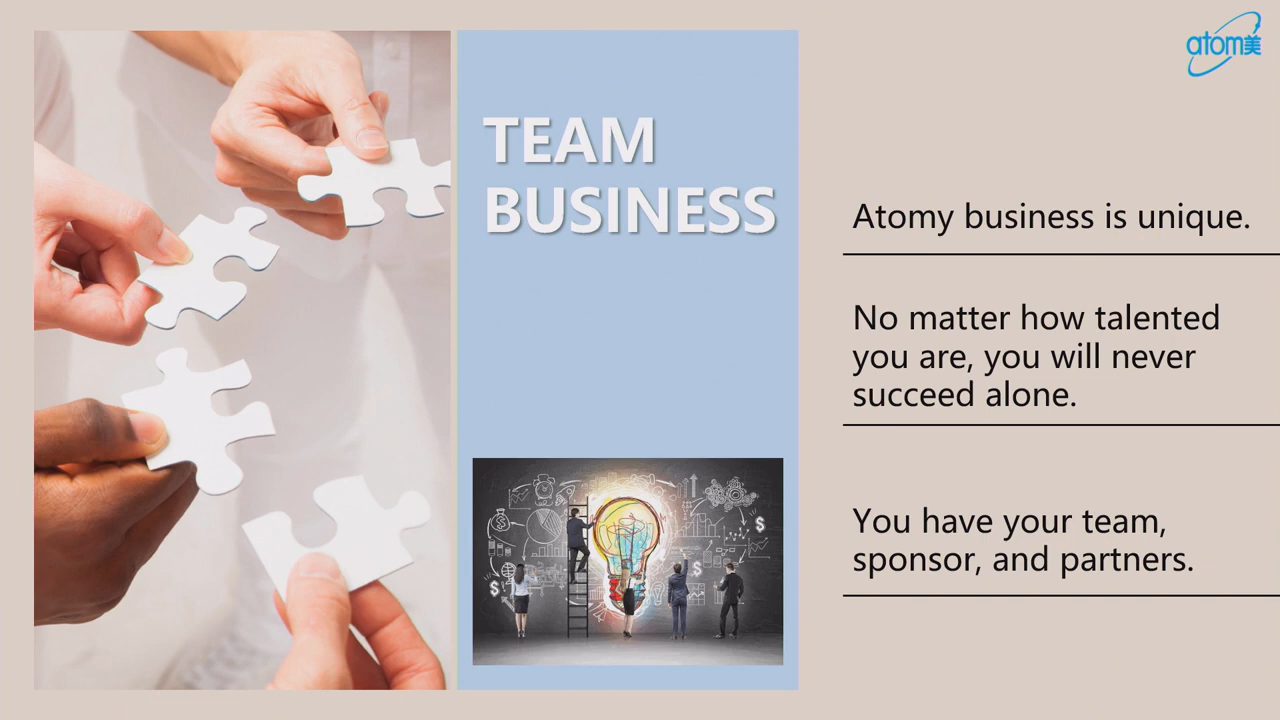 atom美
TEAM
BUSINESS
Atomy business is unique.
No matter how talented
you are, you will never
succeed alone.
You have your team,
sponsor, and partners.
$
$
$
$